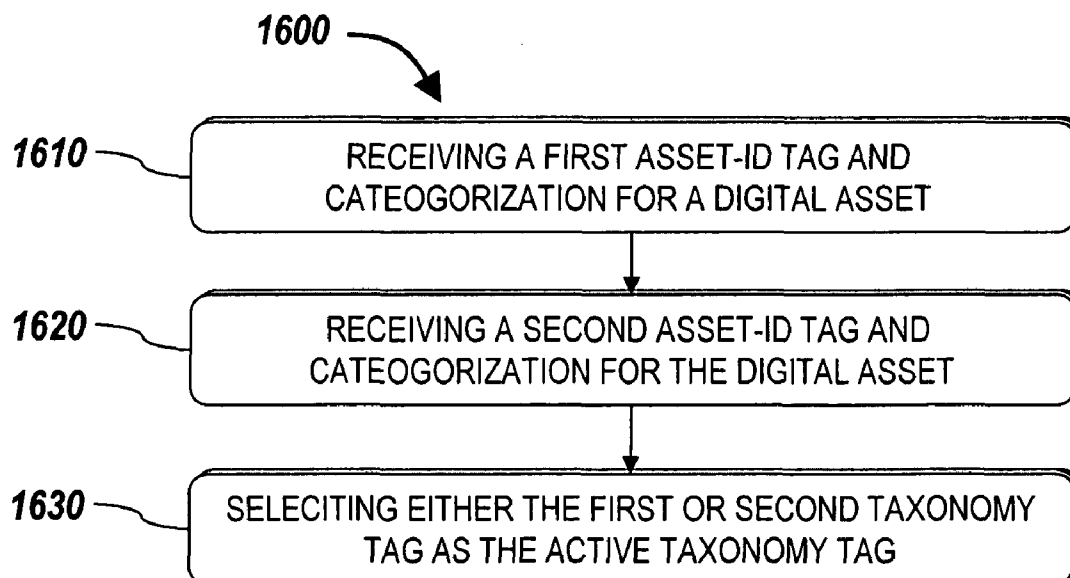 1600
1610
RECEIVING A FIRST ASSET-ID TAG AND
CATEOGORIZATION FOR A DIGITAL ASSET
1620
RECEIVING A SECOND ASSET-ID TAG AND
CATEOGORIZATION FOR THE DIGITAL ASSET
1630
SELECITING EITHER THE FIRST OR SECOND TAXONOMY
TAG AS THE ACTIVE TAXONOMY TAG